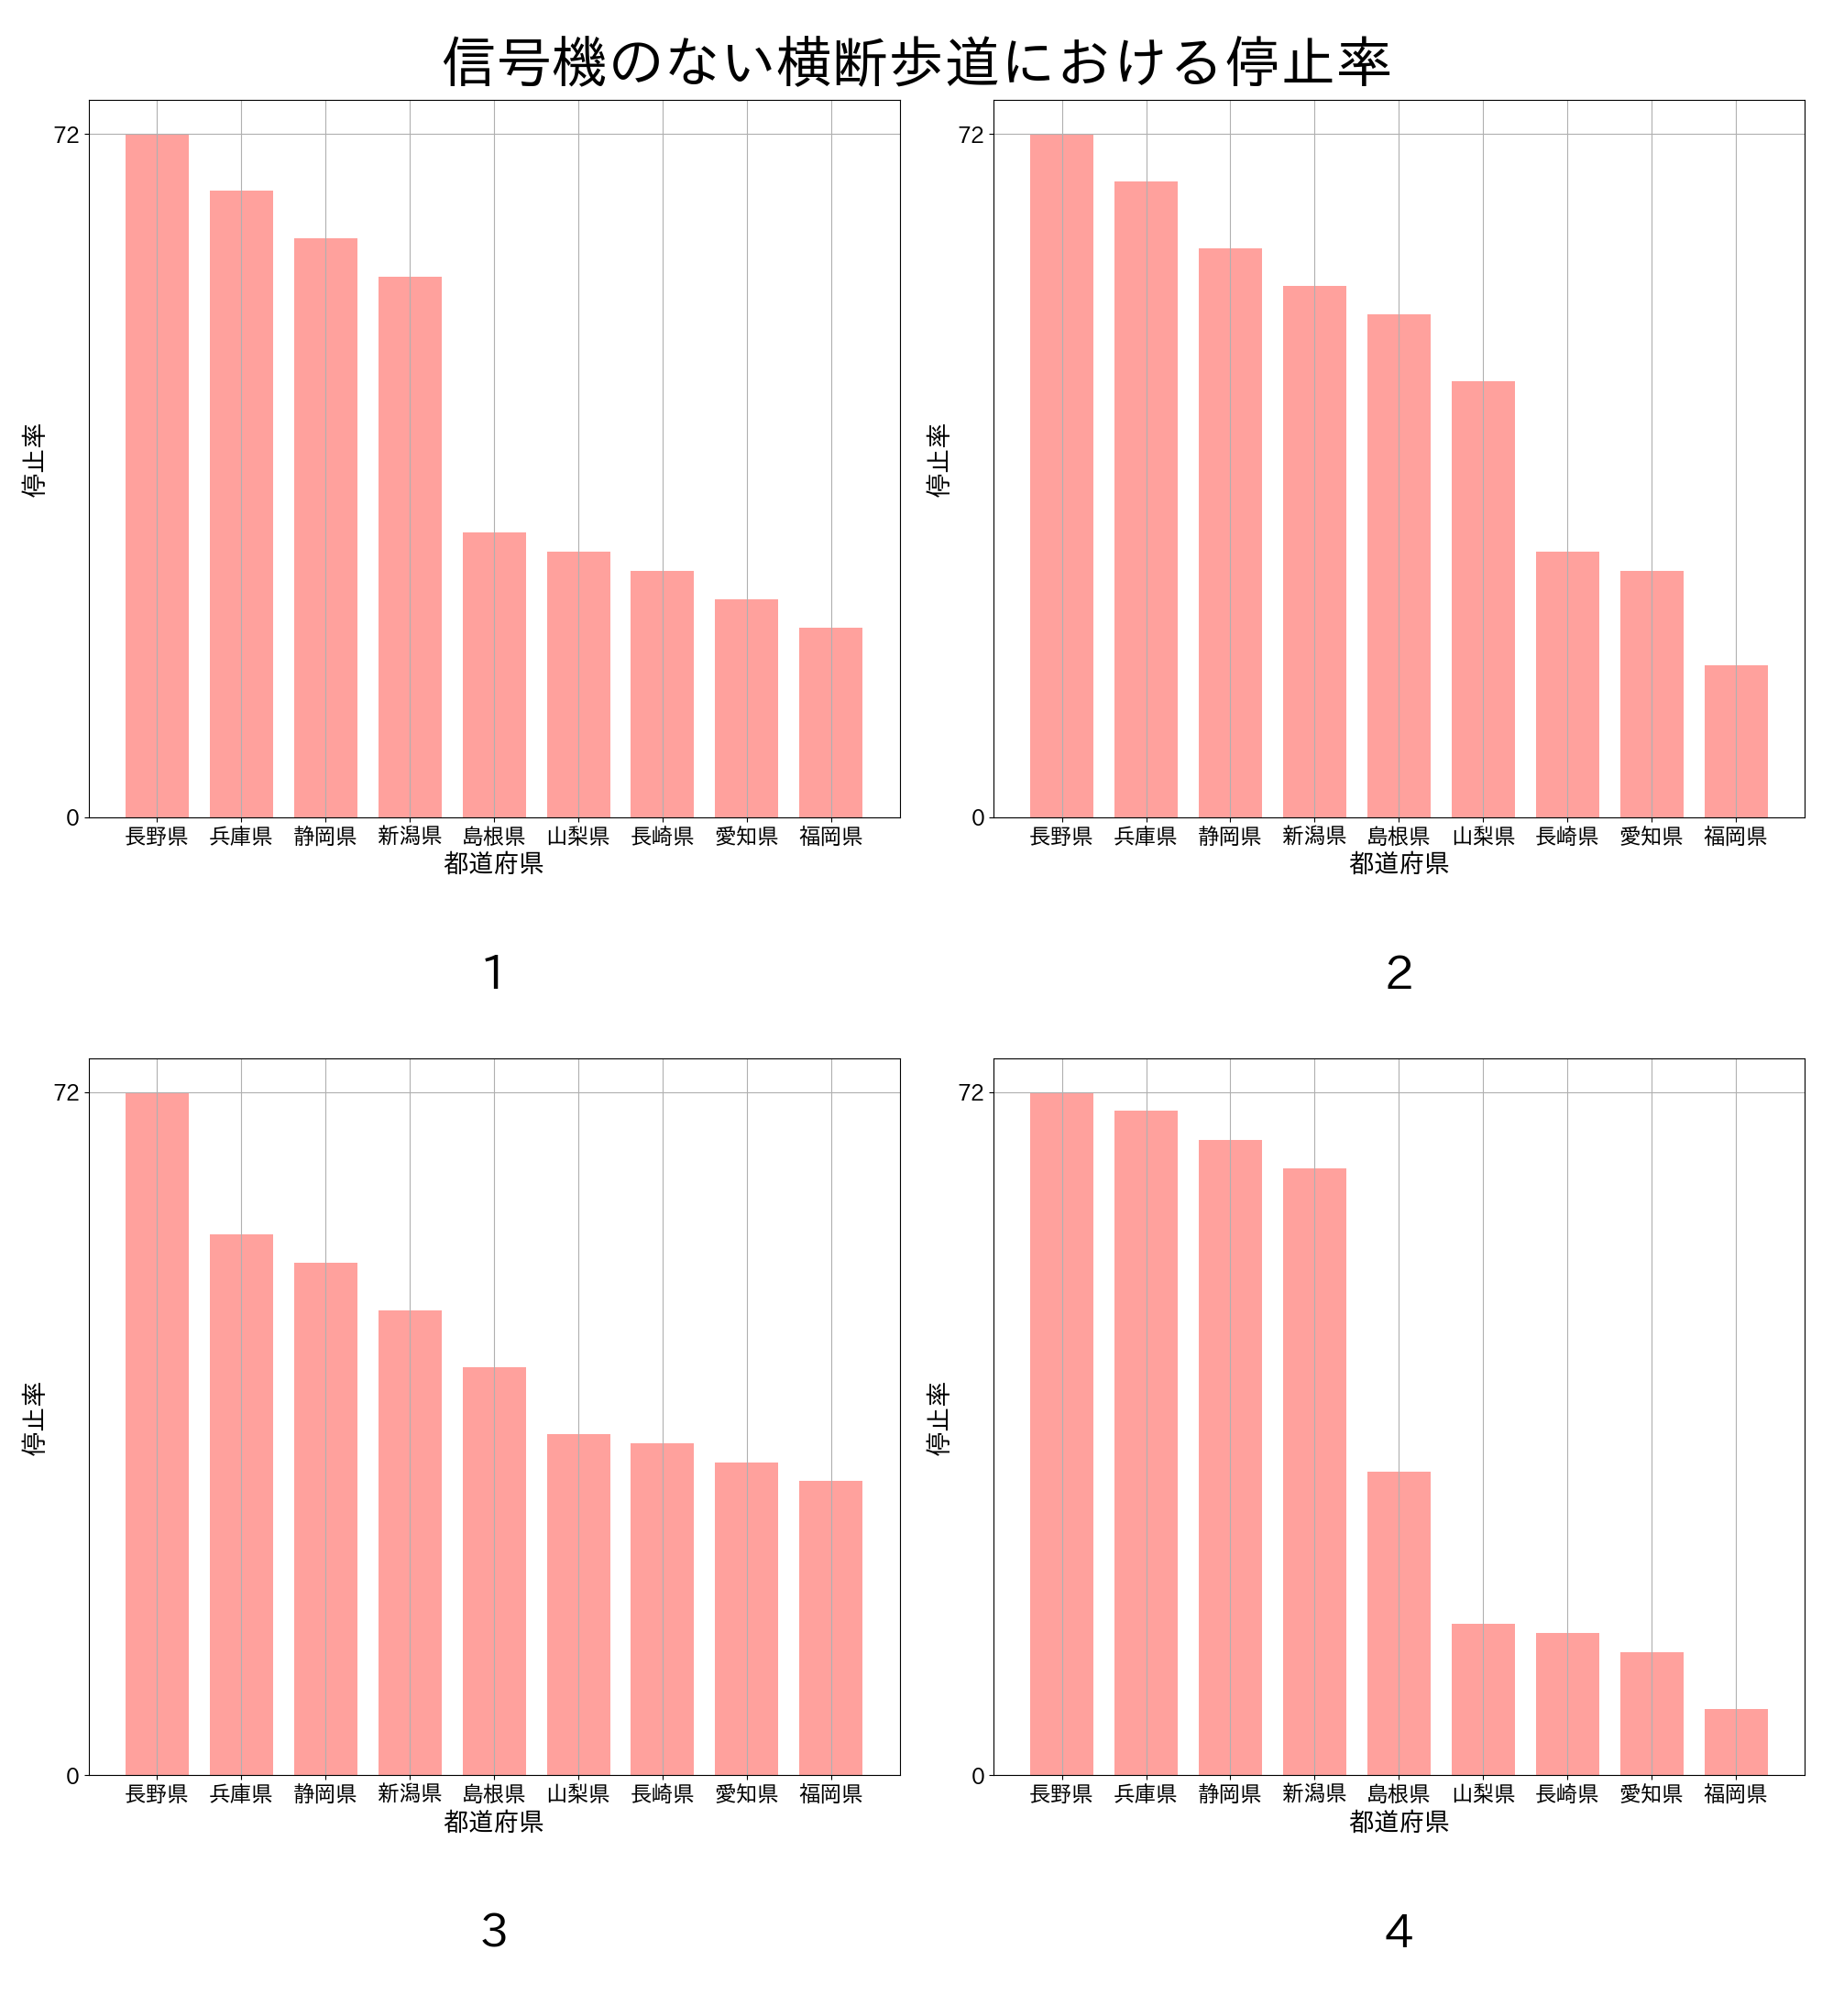 信号機のない横断歩道における停止率
72
停止率
0
長野県 兵庫県 静岡県 新潟県 島根県 山梨県 長崎県 愛知県 福岡県
都道府県
1
72
停止率
0
長野県 兵庫県 静岡県 新潟県 島根県 山梨県 長崎県 愛知県 福岡県
都道府県
2
72
停止率
0
長野県 兵庫県 静岡県 新潟県 島根県 山梨県 長崎県 愛知県 福岡県
都道府県
3
72
停止率
0
長野県 兵庫県 静岡県 新潟県 島根県 山梨県 長崎県 愛知県 福岡県
都道府県
4